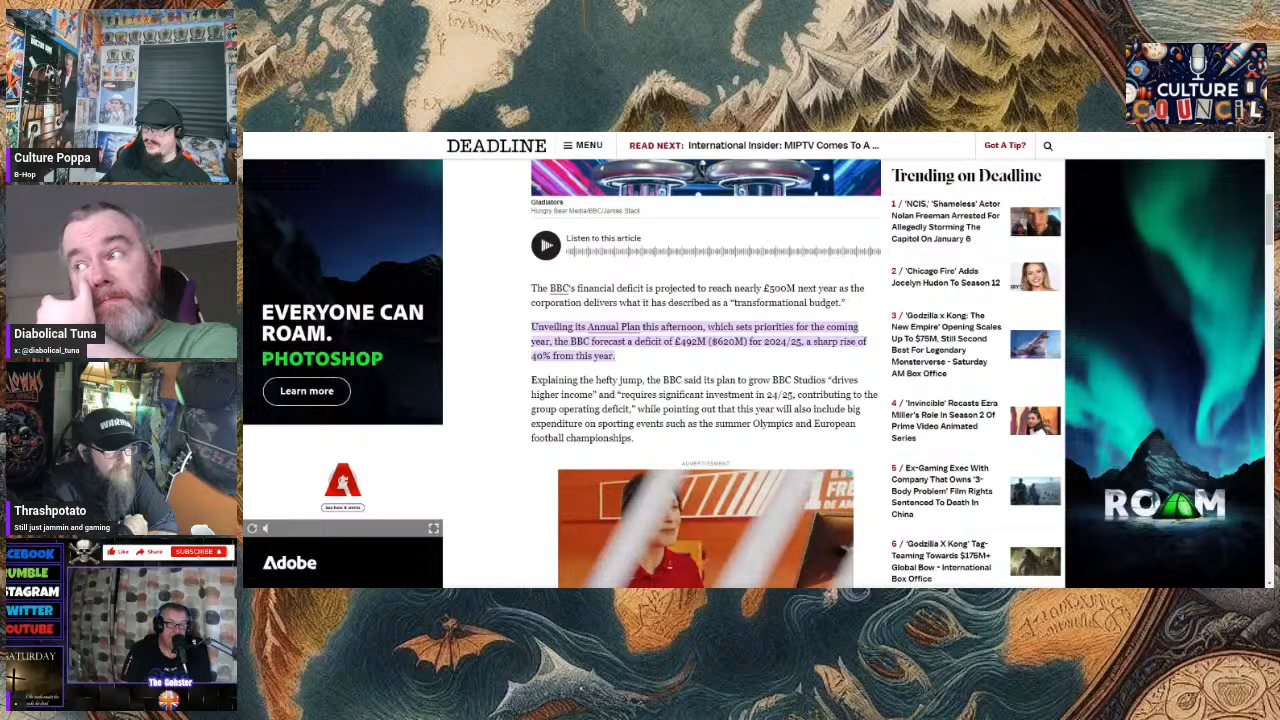 Culture Poppa
B-Hop
Diabolical Tuna
x: @diabolical_tuna
Thrashpotato
Still just jammin and gaming
Like
Share
SUBSCRIBE
CEBOOK
RUMBLE
STAGRAM
WITTER
OUTUBE
SATURDAY
The Gobster
CULTURE
COUNCIL
DEADLINE
MENU
READ NEXT: International Insider: MIPTV Comes To A ...
Got A Tip?
EVERYONE CAN
ROAM.
PHOTOSHOP
Learn more
See how it works
Adobe
Gladiators
Hungry Bear Media/BBC/James Stack
Listen to this article
The BBC's financial deficit is projected to reach nearly £500M next year as the
corporation delivers what it has described as a “transformational budget.”
Unveiling its Annual Plan this afternoon, which sets priorities for the coming
year, the BBC forecast a deficit of £492M ($620M) for 2024/25, a sharp rise of
40% from this year.
Explaining the hefty jump, the BBC said its plan to grow BBC Studios “drives
higher income” and “requires significant investment in 24/25, contributing to the
group operating deficit,” while pointing out that this year will also include big
expenditure on sporting events such as the summer Olympics and European
football championships.
ADVERTISEMENT
Trending on Deadline
1 / 'NCIS,' 'Shameless' Actor
Nolan Freeman Arrested For
Allegedly Storming The
Capitol On January 6
2 / 'Chicago Fire' Adds
Jocelyn Hudon To Season 12
3 / 'Godzilla x Kong: The
New Empire' Opening Scales
Up To $75M, Still Second
Best For Legendary
Monsterverse - Saturday
AM Box Office
4 / 'Invincible' Recasts Ezra
Miller's Role In Season 2 Of
Prime Video Animated
Series
5 / Ex-Gaming Exec With
Company That Owns '3-
Body Problem' Film Rights
Sentenced To Death In
China
6 / 'Godzilla X Kong' Tag-
Teaming Towards $175M+
Global Bow - International
Box Office
ROAM